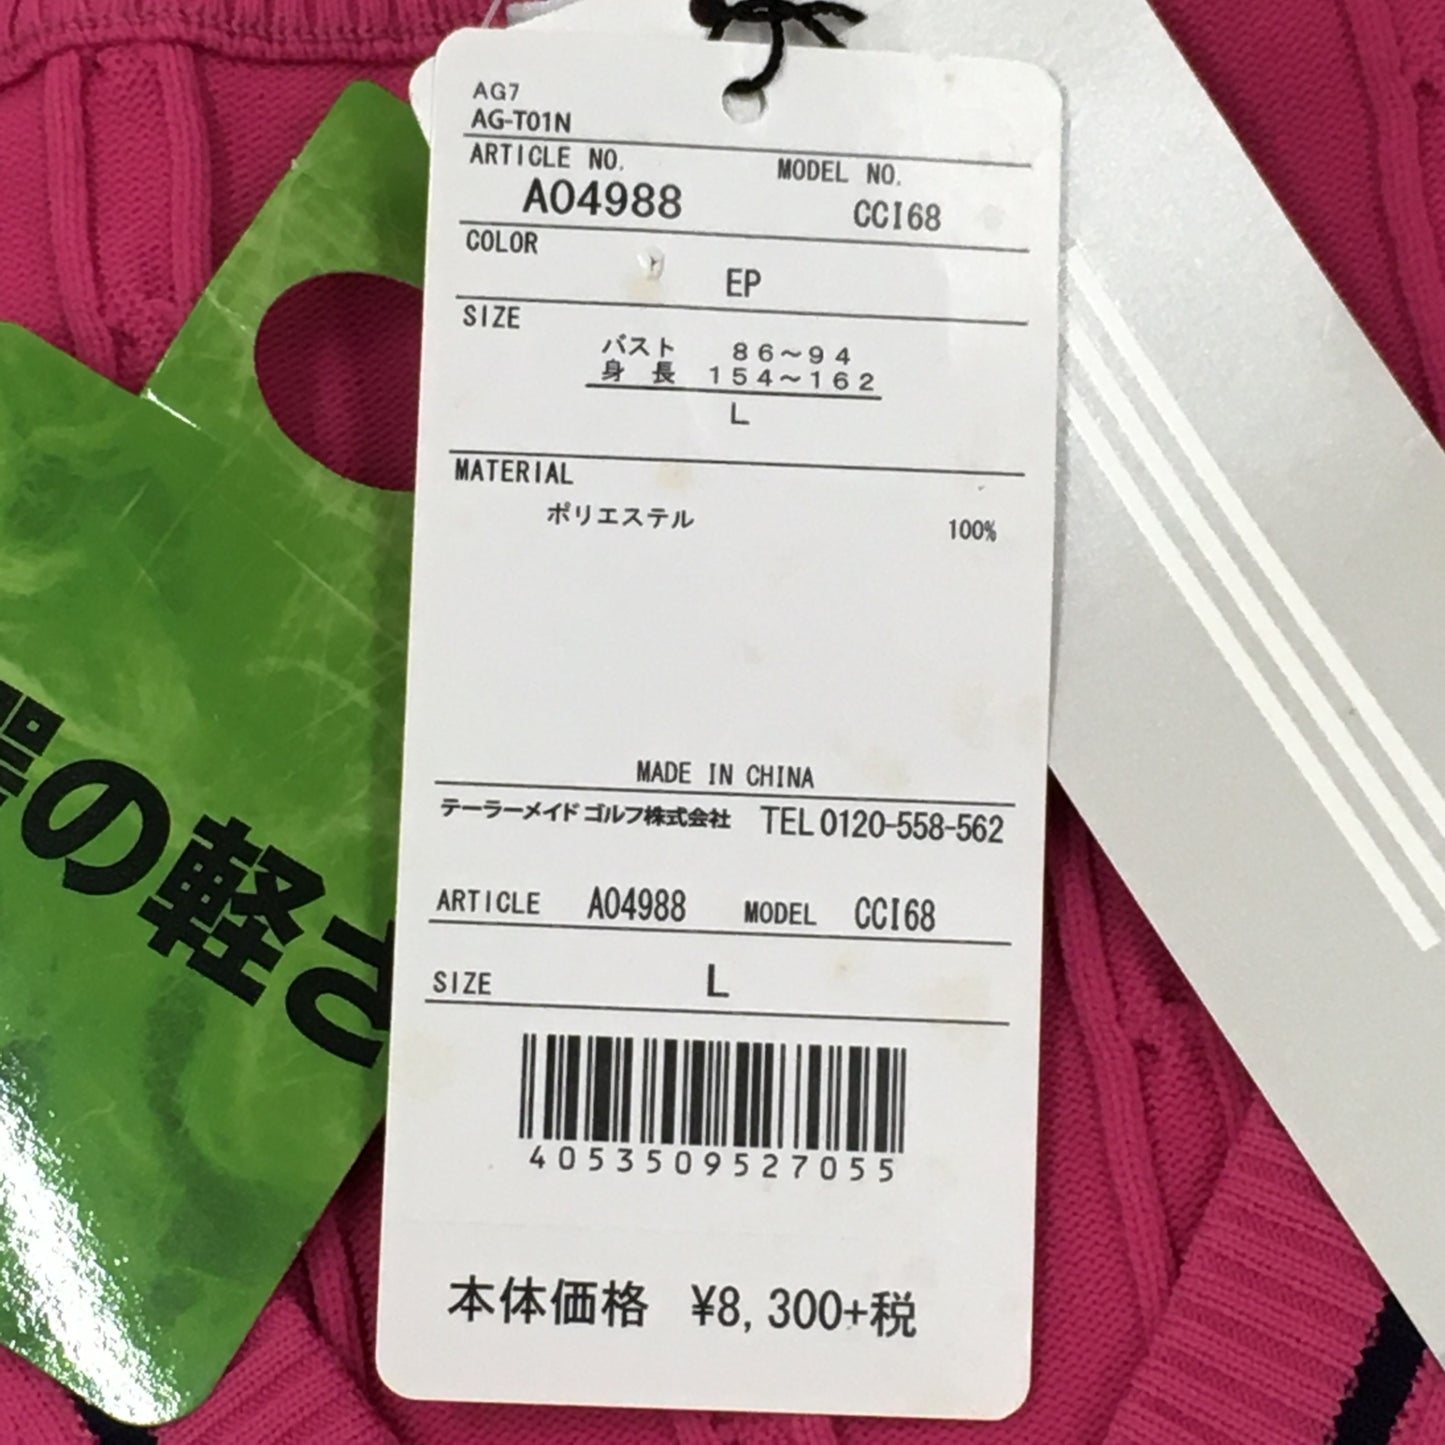 AG7
AG-T01N
ARTICLE NO. MODEL NO.
A04988 CCI68
COLOR
EP
SIZE
バスト 86～94
身 長 154～162
L
MATERIAL
ポリエステル 100%
MADE IN CHINA
テーラーメイド ゴルフ株式会社 TEL 0120-558-562
ARTICLE A04988 MODEL CCI68
SIZE L
4053509527055
本体価格 ¥8,300+税
の軽さ